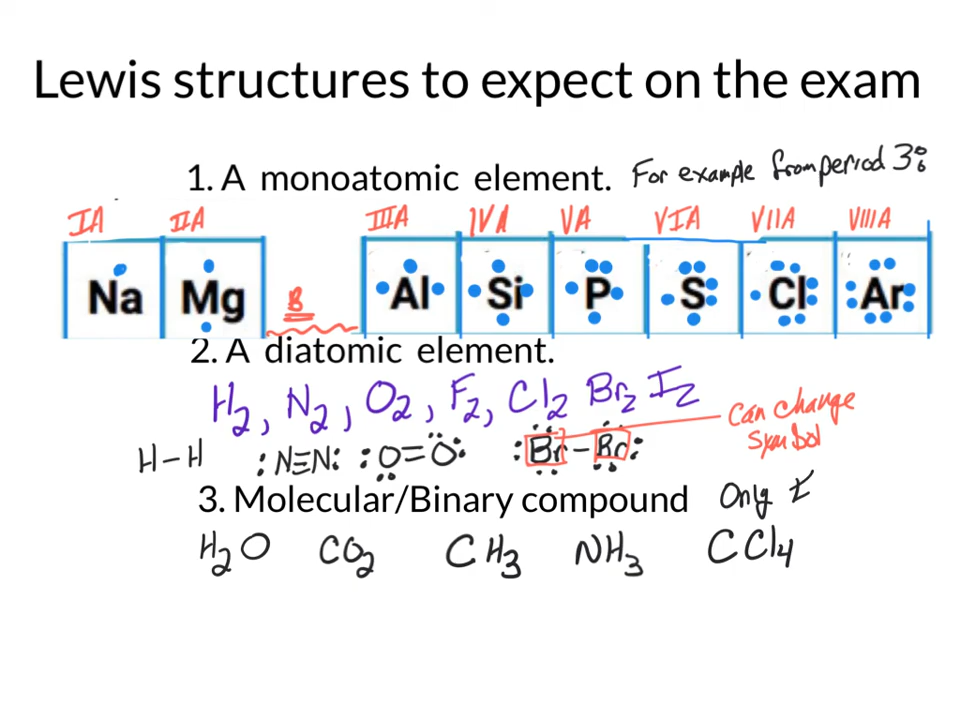 Lewis structures to expect on the exam
1. A monoatomic element. For example from period 3:
IA IIA IIIA IVA VA VIA VIIA VIIIA
Na Mg B Al Si P S Cl Ar
2. A diatomic element.
H2, N2, O2, F2, Cl2 Br2 I2
Can change
symbol
H-H :N≡N: :O=O: :Br-Br:
3. Molecular/Binary compound Only
H2O CO2 CH3 NH3 CCl4